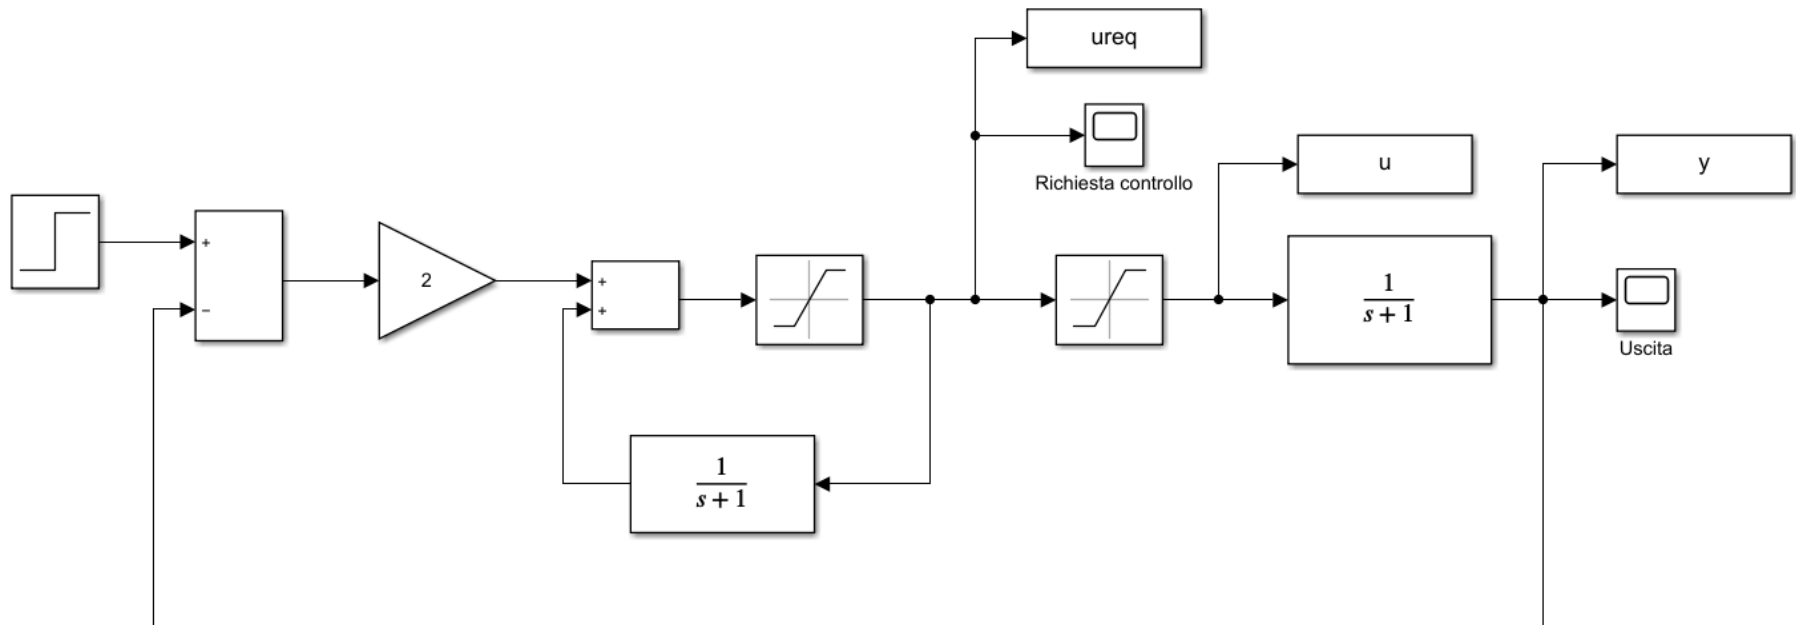 ureq
Richiesta controllo
u
y
+
−
2
+
+
1
s + 1
Uscita
1
s + 1